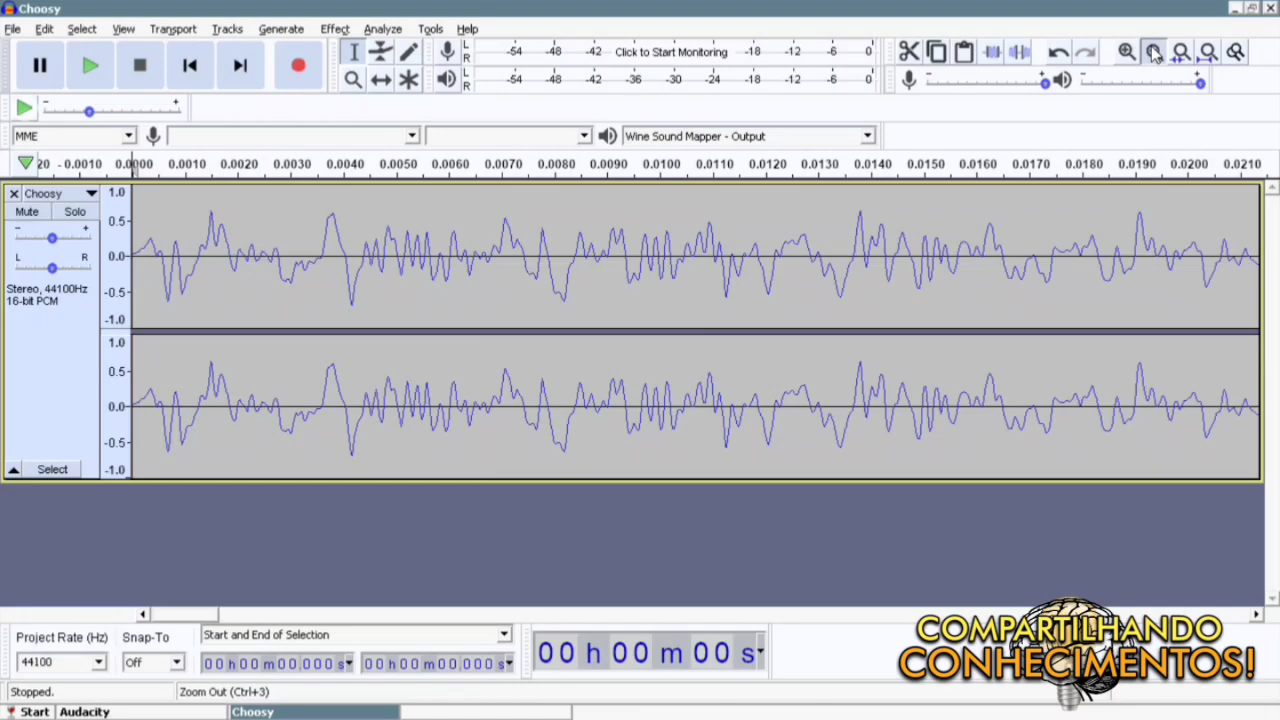 Choosy
File Edit Select View Transport Tracks Generate Effect Analyze Tools Help
L
R
-54 -48 -42 Click to Start Monitoring -18 -12 -6 0
L
R
-54 -48 -42 -36 -30 -24 -18 -12 -6 0
- +
- +
- +
MME
Wine Sound Mapper - Output
20 - 0.0010 0.0000 0.0010 0.0020 0.0030 0.0040 0.0050 0.0060 0.0070 0.0080 0.0090 0.0100 0.0110 0.0120 0.0130 0.0140 0.0150 0.0160 0.0170 0.0180 0.0190 0.0200 0.0210
Choosy
Mute Solo
- +
L R
Stereo, 44100Hz
16-bit PCM
Select
1.0
0.5
0.0
-0.5
-1.0
1.0
0.5
0.0
-0.5
-1.0
Project Rate (Hz) Snap-To Start and End of Selection
44100 Off 00 h 00 m 00.000 s 00 h 00 m 00.000 s
00 h 00 m 00 s
COMPARTILHANDO
CONHECIMENTOS!
Stopped. Zoom Out (Ctrl+3)
Start Audacity Choosy